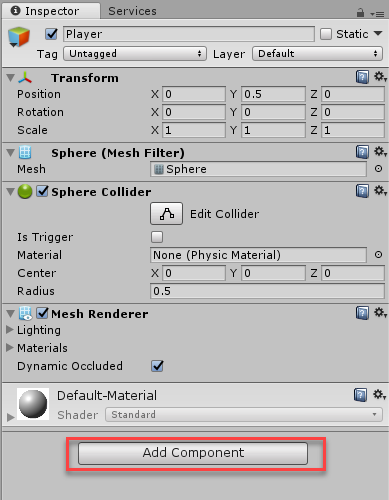 Inspector Services
Player Static
Tag Untagged Layer Default
Transform
Position X 0 Y 0.5 Z 0
Rotation X 0 Y 0 Z 0
Scale X 1 Y 1 Z 1
Sphere (Mesh Filter)
Mesh Sphere
Sphere Collider
Edit Collider
Is Trigger
Material None (Physic Material)
Center X 0 Y 0 Z 0
Radius 0.5
Mesh Renderer
Lighting
Materials
Dynamic Occluded
Default-Material
Shader Standard
Add Component